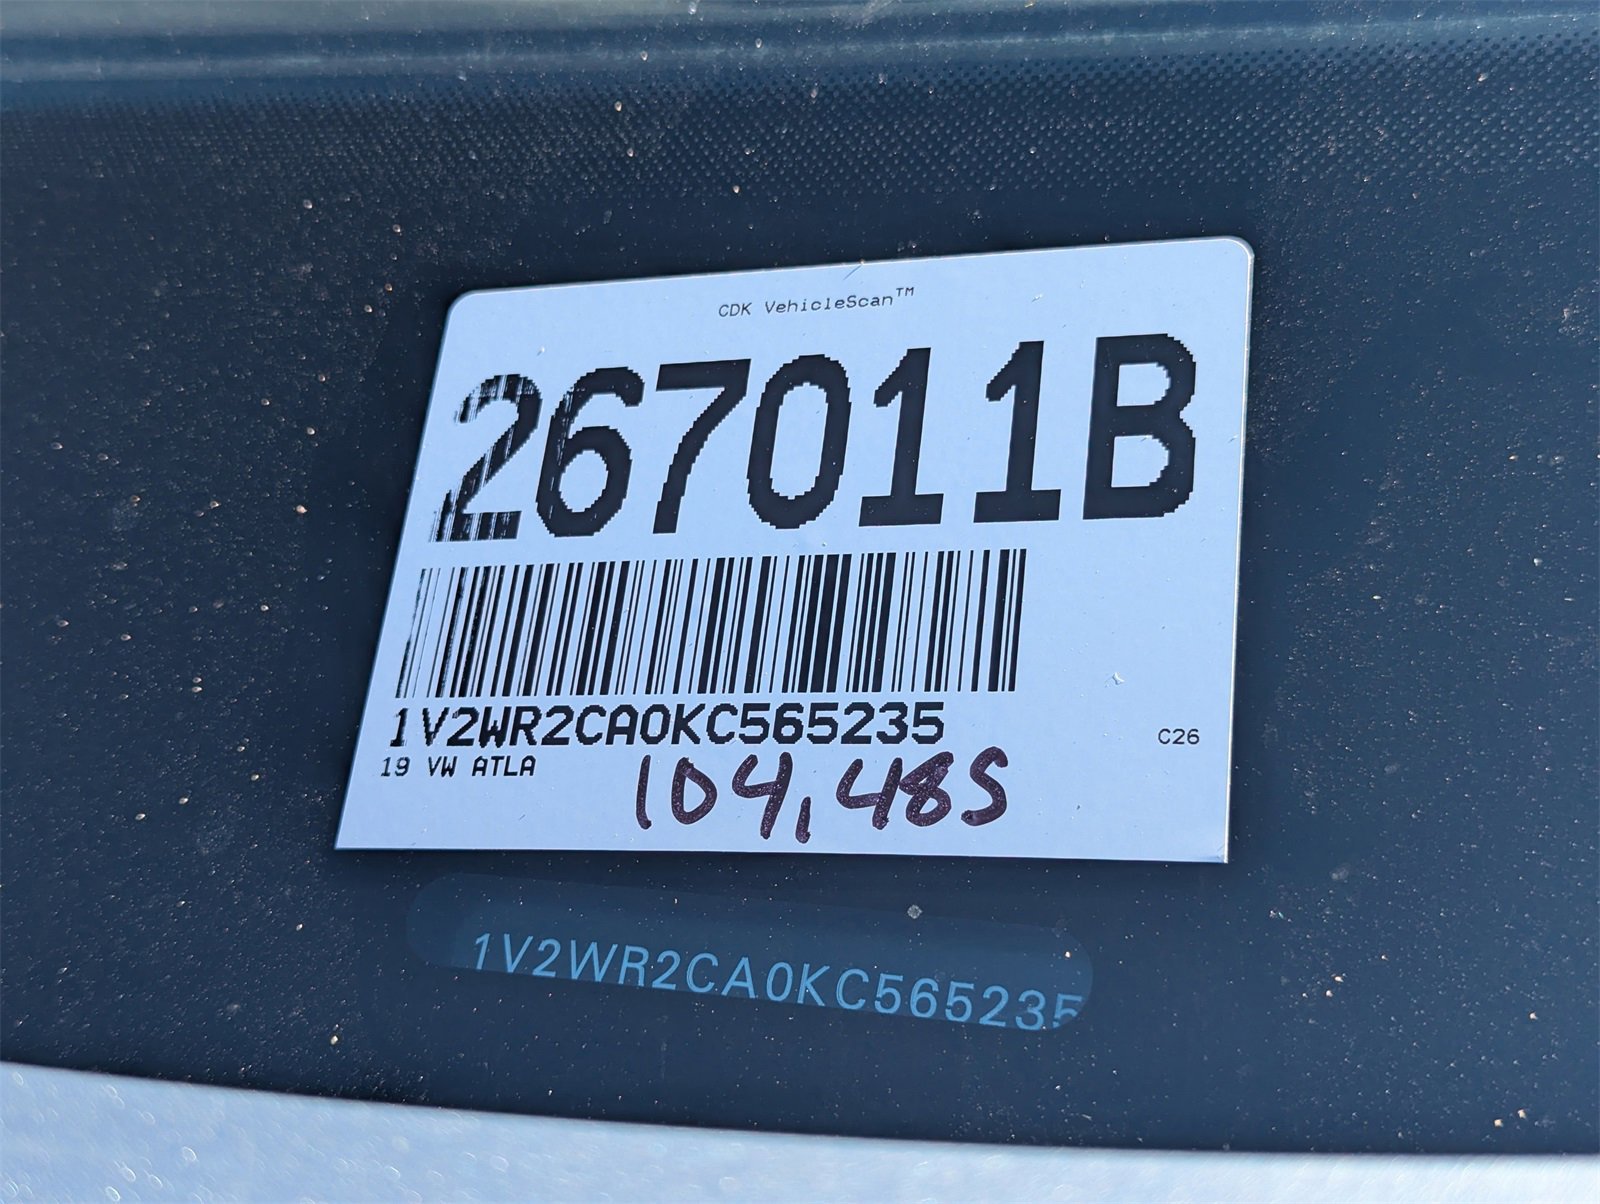 CDK VehicleScan™
267011B
1V2WR2CA0KC565235
C26
19 VW ATLA
104,485
1V2WR2CA0KC565235